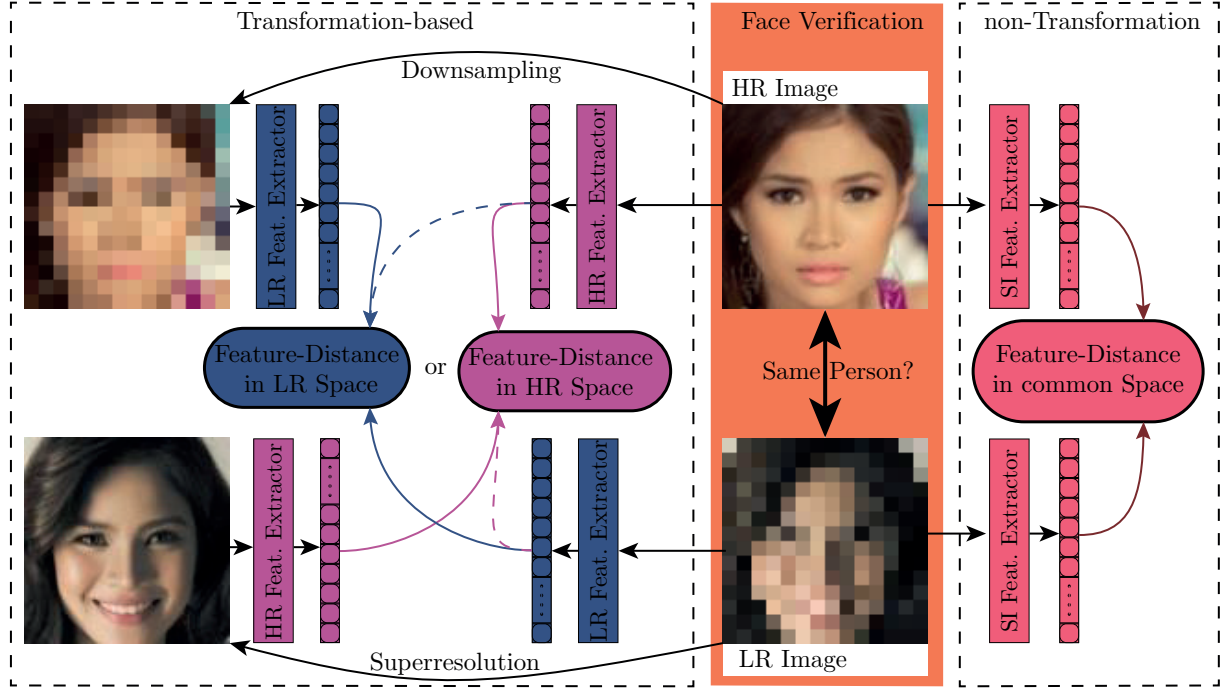 Transformation-based
Face Verification
non-Transformation
Downsampling
HR Image
LR Feat. Extractor
HR Feat. Extractor
SI Feat. Extractor
Feature-Distance
in LR Space
or
Feature-Distance
in HR Space
Same Person?
Feature-Distance
in common Space
HR Feat. Extractor
LR Feat. Extractor
SI Feat. Extractor
Superresolution
LR Image